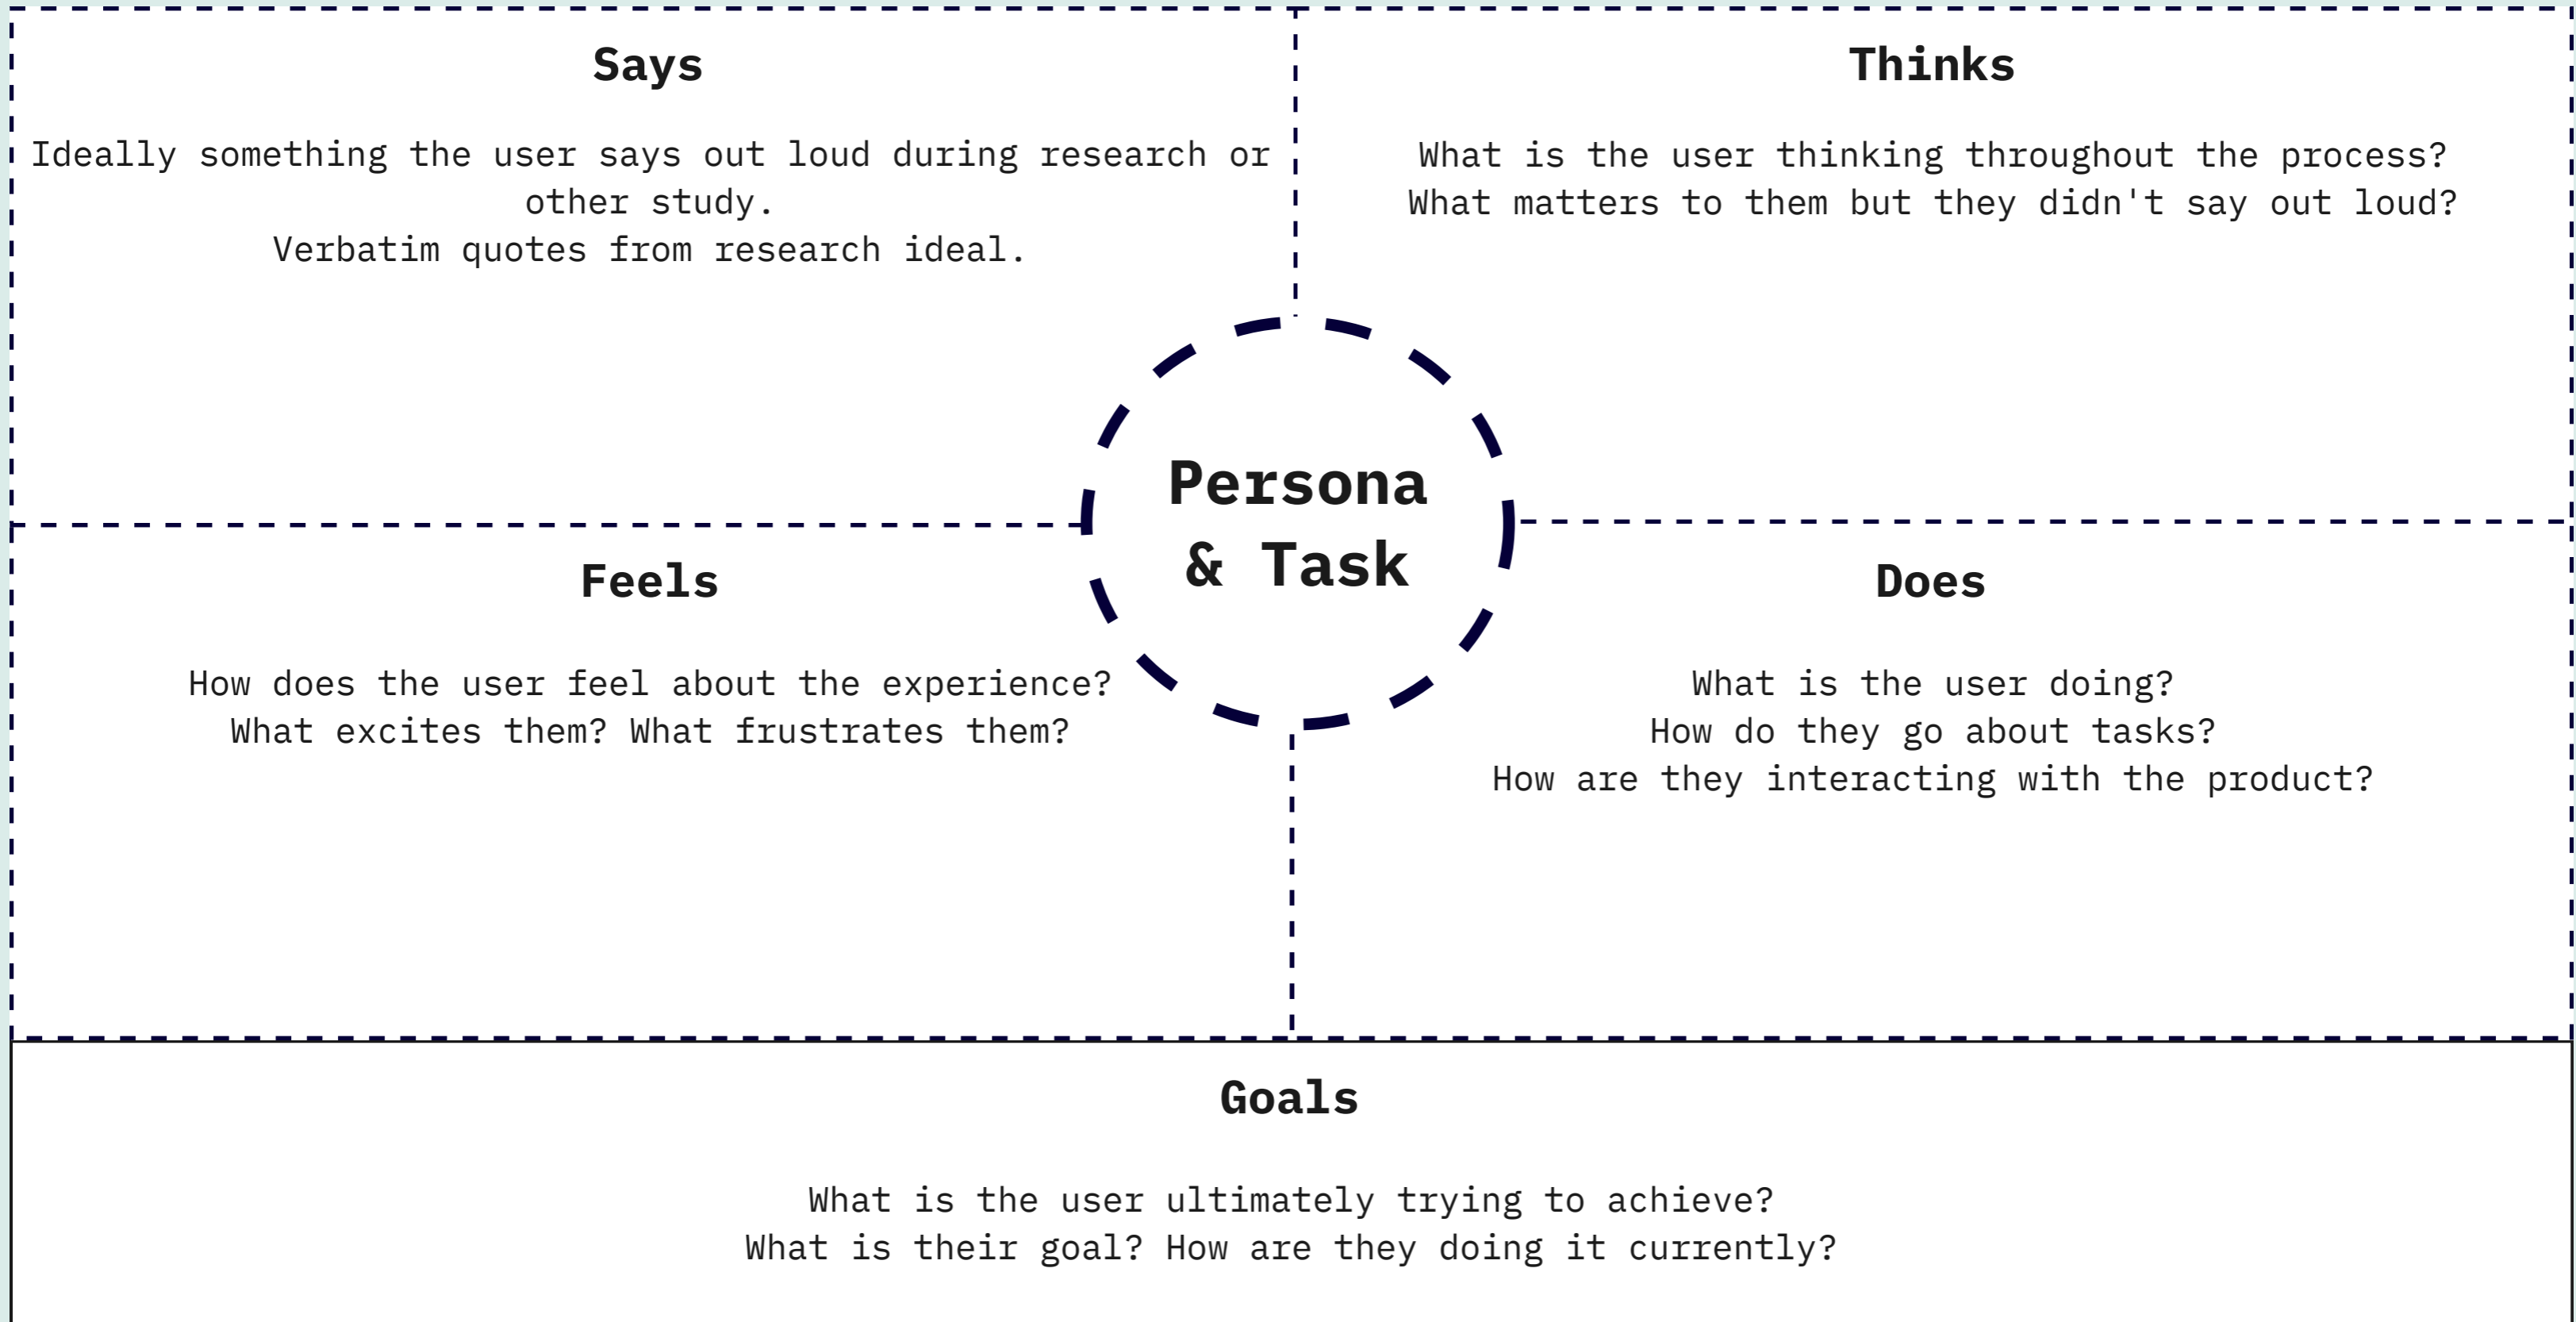 Says
Ideally something the user says out loud during research or
other study.
Verbatim quotes from research ideal.
Thinks
What is the user thinking throughout the process?
What matters to them but they didn't say out loud?
Persona
& Task
Feels
How does the user feel about the experience?
What excites them? What frustrates them?
Does
What is the user doing?
How do they go about tasks?
How are they interacting with the product?
Goals
What is the user ultimately trying to achieve?
What is their goal? How are they doing it currently?